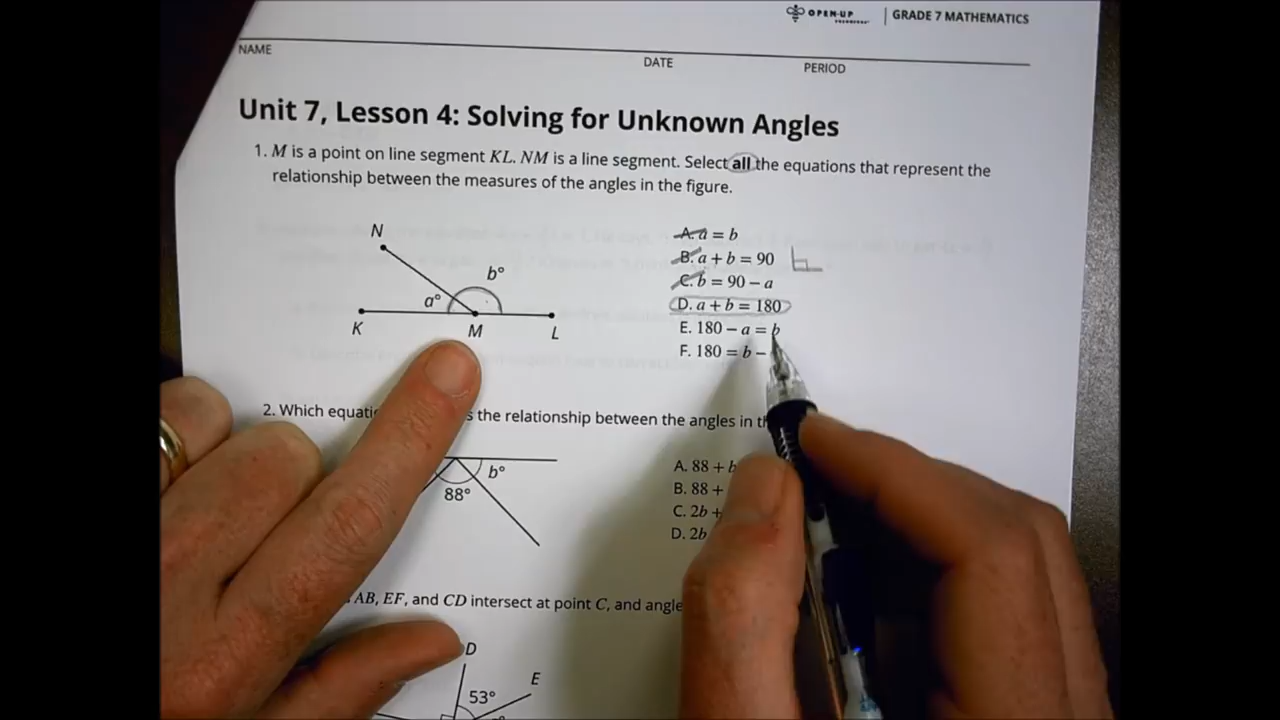 OPEN-UP
GRADE 7 MATHEMATICS
NAME
DATE
PERIOD
Unit 7, Lesson 4: Solving for Unknown Angles
1. M is a point on line segment KL. NM is a line segment. Select all the equations that represent the
relationship between the measures of the angles in the figure.
N
b°
a°
K
M
L
A. a = b
B. a + b = 90
C. b = 90 – a
D. a + b = 180
E. 180 – a = b
F. 180 = b –
2. Which the relationship between the angles in
b°
88°
A. 88 + b
B. 88 +
C. 2b +
D. 2b
AB, EF, and CD intersect at point C, and angle
D
E
53°